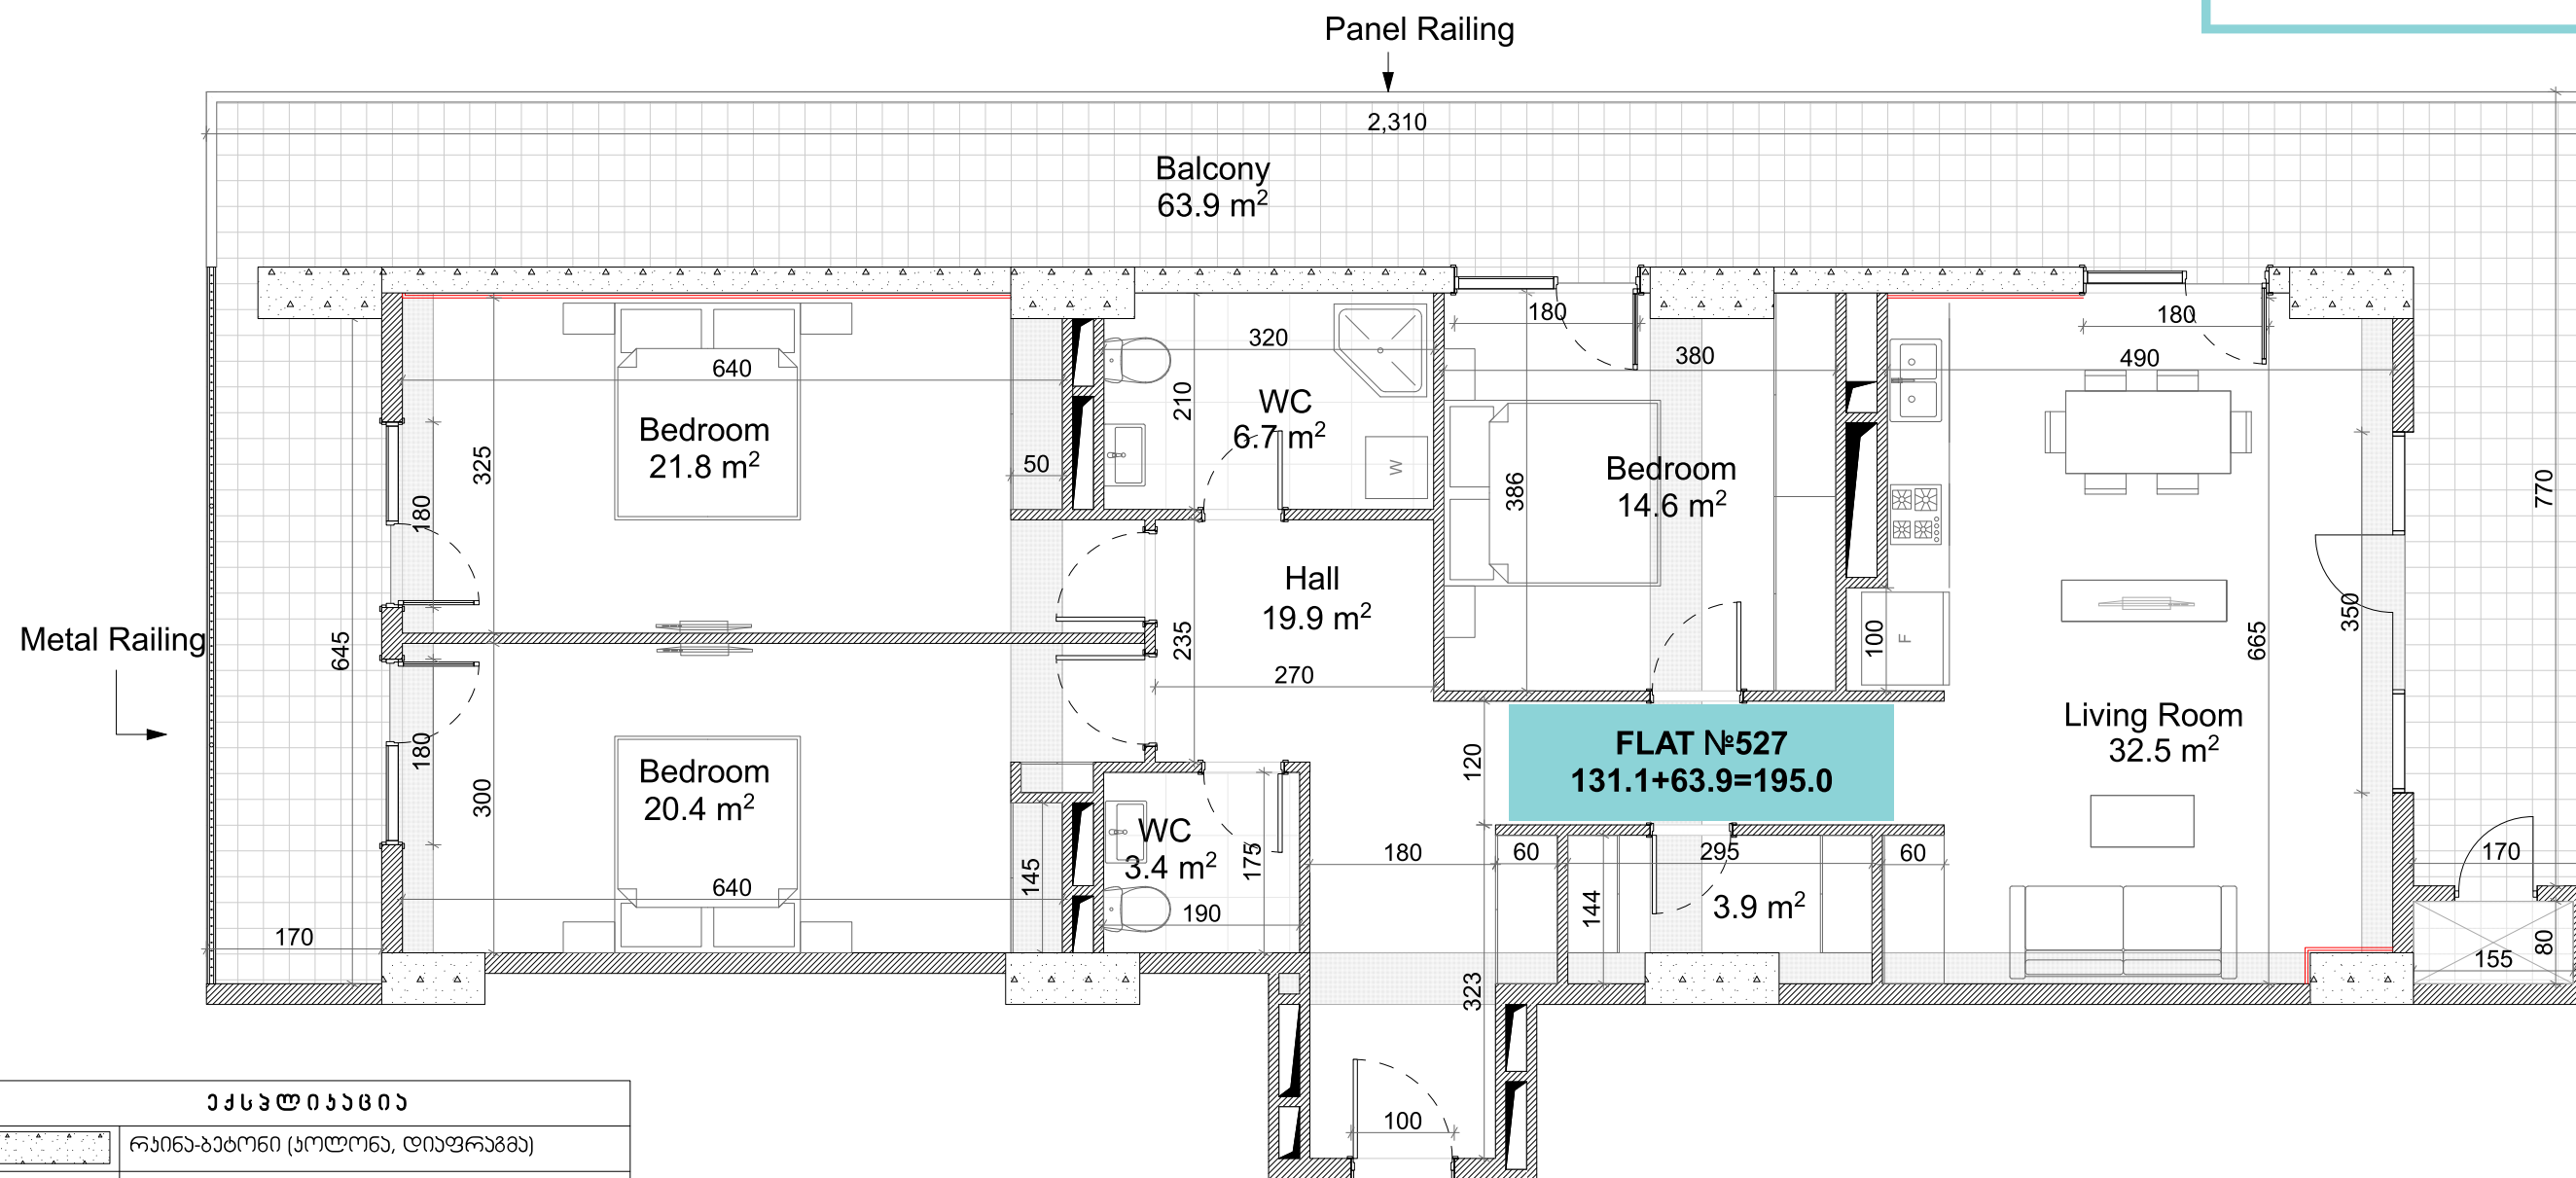 Panel Railing
2,310
Balcony
63.9 m²
180
180
320
380
490
640
210
WC
6.7 m²
Bedroom
21.8 m²
325
50
W
386
Bedroom
14.6 m²
770
180
Hall
19.9 m²
100
F
350
Metal Railing
645
235
665
270
Living Room
32.5 m²
180
300
Bedroom
20.4 m²
120
FLAT №527
131.1+63.9=195.0
WC
3.4 m²
175
145
180
60
295
60
170
640
190
144
3.9 m²
170
155
80
323
100
ექსპლიკაცია
რკინა-ბეტონი (კოლონა, დიაფრაგმა)